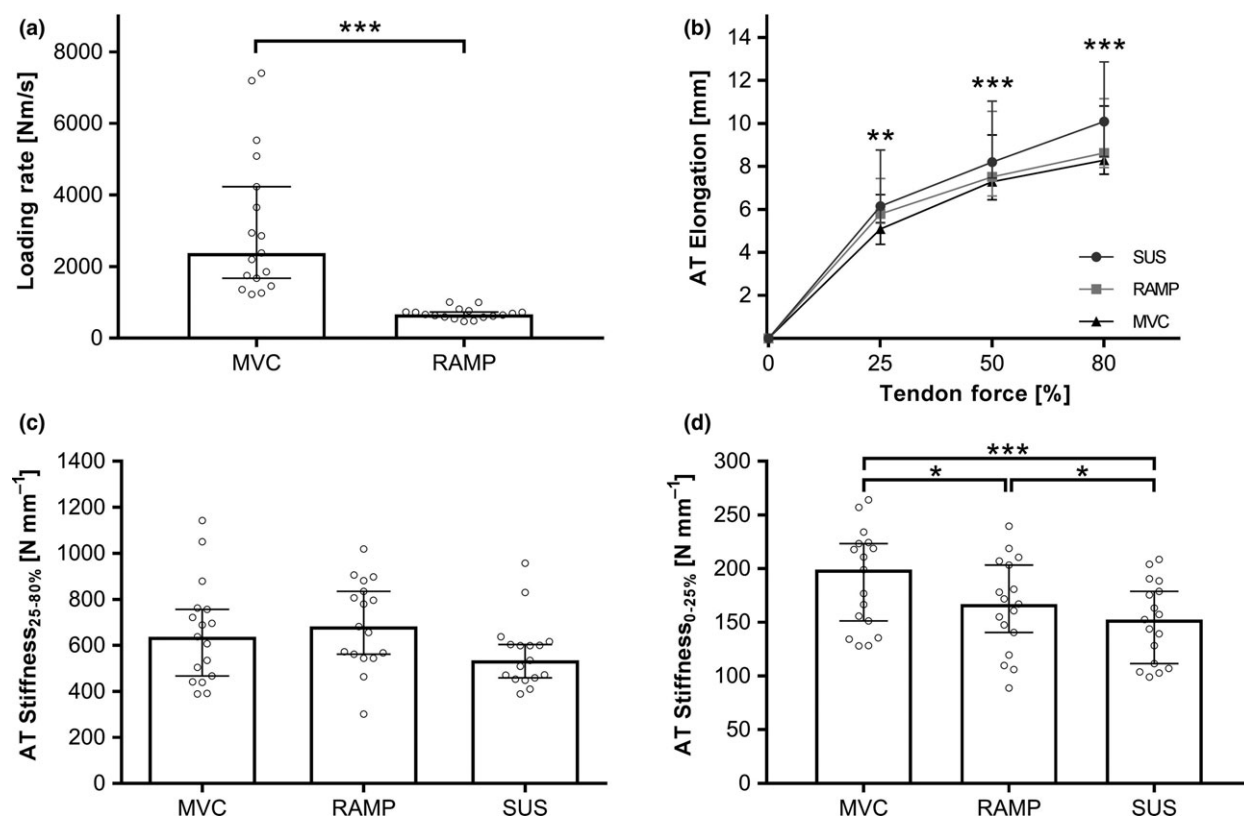 (a)
***
8000
6000
4000
2000
0
Loading rate [Nm/s]
MVC RAMP
(b)
14
12
10
8
6
4
2
AT Elongation [mm]
** *** ***
SUS
RAMP
MVC
0 25 50 80
Tendon force [%]
(c)
1400
1200
1000
800
600
400
200
0
AT Stiffness25-80% [N mm−1]
MVC RAMP SUS
(d)
***
* *
300
250
200
150
100
50
0
AT Stiffness0-25% [N mm−1]
MVC RAMP SUS